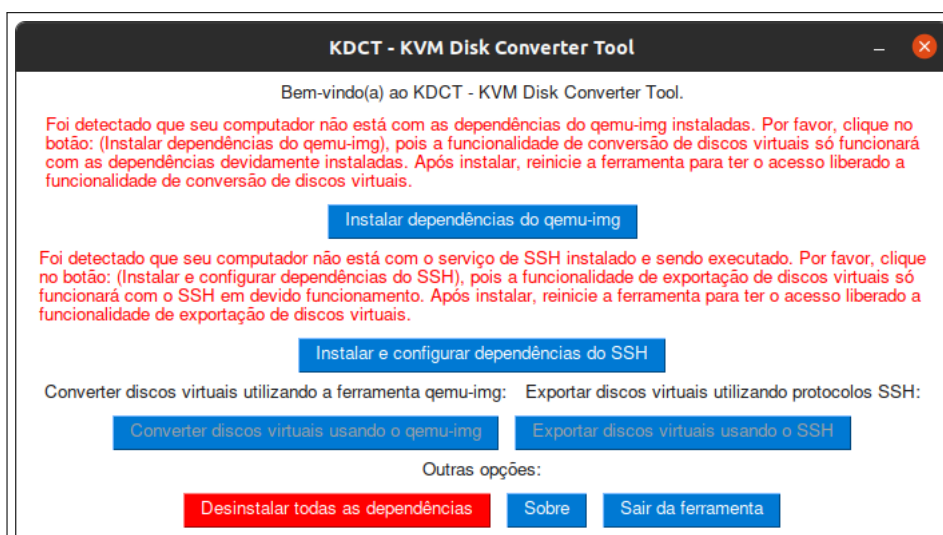 KDCT - KVM Disk Converter Tool
Bem-vindo(a) ao KDCT - KVM Disk Converter Tool.
Foi detectado que seu computador não está com as dependências do qemu-img instaladas. Por favor, clique no
botão: (Instalar dependências do qemu-img), pois a funcionalidade de conversão de discos virtuais só funcionará
com as dependências devidamente instaladas. Após instalar, reinicie a ferramenta para ter o acesso liberado a
funcionalidade de conversão de discos virtuais.
Instalar dependências do qemu-img
Foi detectado que seu computador não está com o serviço de SSH instalado e sendo executado. Por favor, clique
no botão: (Instalar e configurar dependências do SSH), pois a funcionalidade de exportação de discos virtuais só
funcionará com o SSH em devido funcionamento. Após instalar, reinicie a ferramenta para ter o acesso liberado a
funcionalidade de exportação de discos virtuais.
Instalar e configurar dependências do SSH
Converter discos virtuais utilizando a ferramenta qemu-img: Exportar discos virtuais utilizando protocolos SSH:
Converter discos virtuais usando o qemu-img Exportar discos virtuais usando o SSH
Outras opções:
Desinstalar todas as dependências Sobre Sair da ferramenta